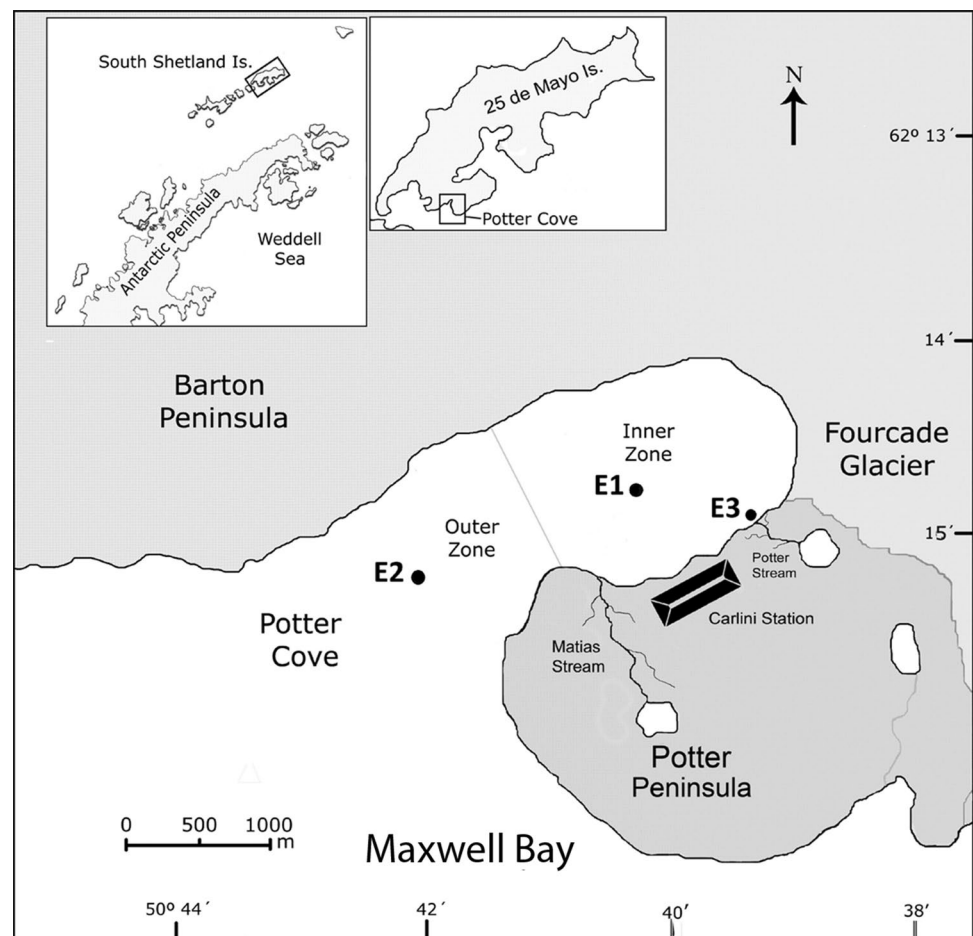 South Shetland Is.
Antarctic Peninsula
Weddell
Sea
25 de Mayo Is.
Potter Cove
N
62º 13´
14´
15´
Barton
Peninsula
Inner
Zone
Fourcade
Glacier
E1
E3
Outer
Zone
E2
Potter
Stream
Carlini Station
Potter
Cove
Matias
Stream
Potter
Peninsula
0 500 1000
m
Maxwell Bay
50º 44´
42´
40’
38’